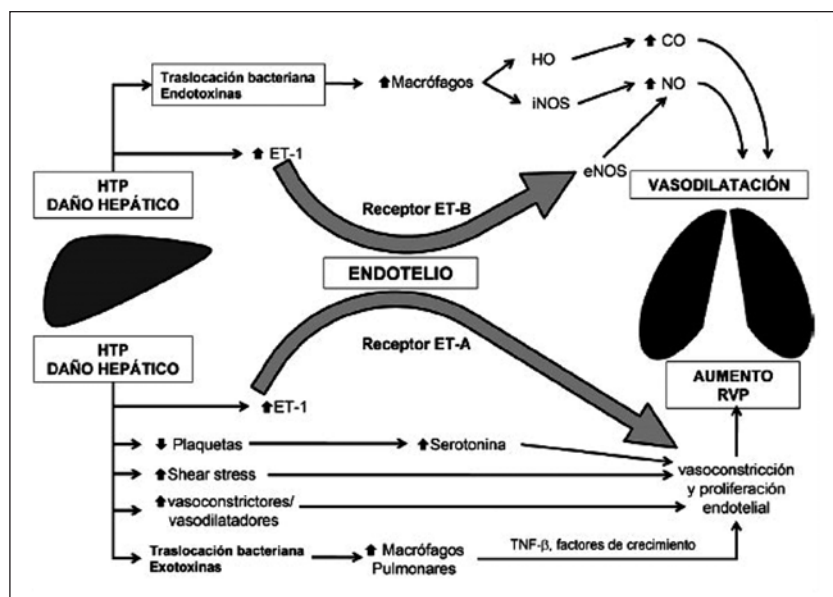 Traslocación bacteriana
Endotoxinas
Macrófagos
HO
CO
iNOS
NO
ET-1
eNOS
HTP
DAÑO HEPÁTICO
Receptor ET-B
VASODILATACIÓN
ENDOTELIO
HTP
DAÑO HEPÁTICO
Receptor ET-A
AUMENTO
RVP
ET-1
Plaquetas
Serotonina
Shear stress
vasoconstrictores/
vasodilatadores
vasoconstricción
y proliferación
endotelial
Traslocación bacteriana
Exotoxinas
Macrófagos
Pulmonares
TNF-β, factores de crecimiento